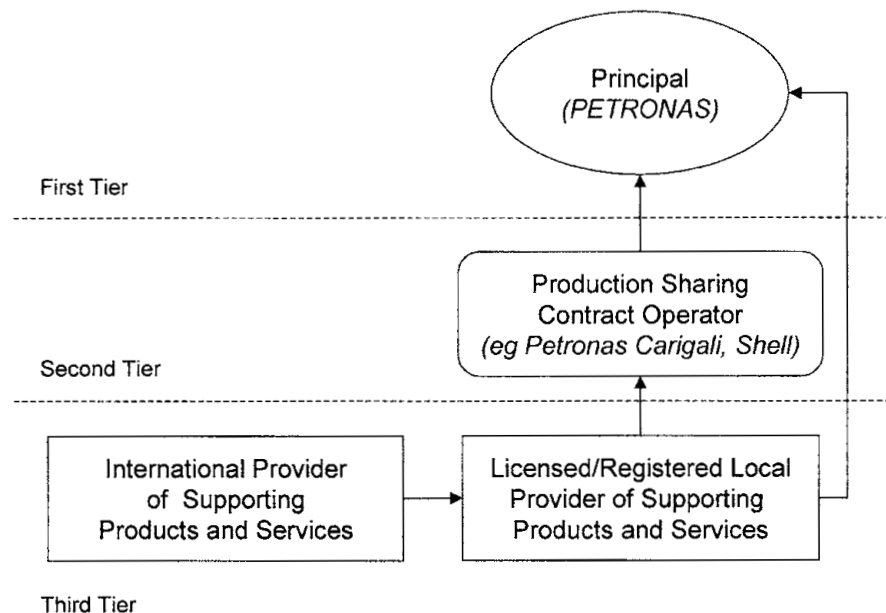 Principal
(PETRONAS)
First Tier
Production Sharing
Contract Operator
(eg Petronas Carigali, Shell)
Second Tier
International Provider
of Supporting
Products and Services
Licensed/Registered Local
Provider of Supporting
Products and Services
Third Tier